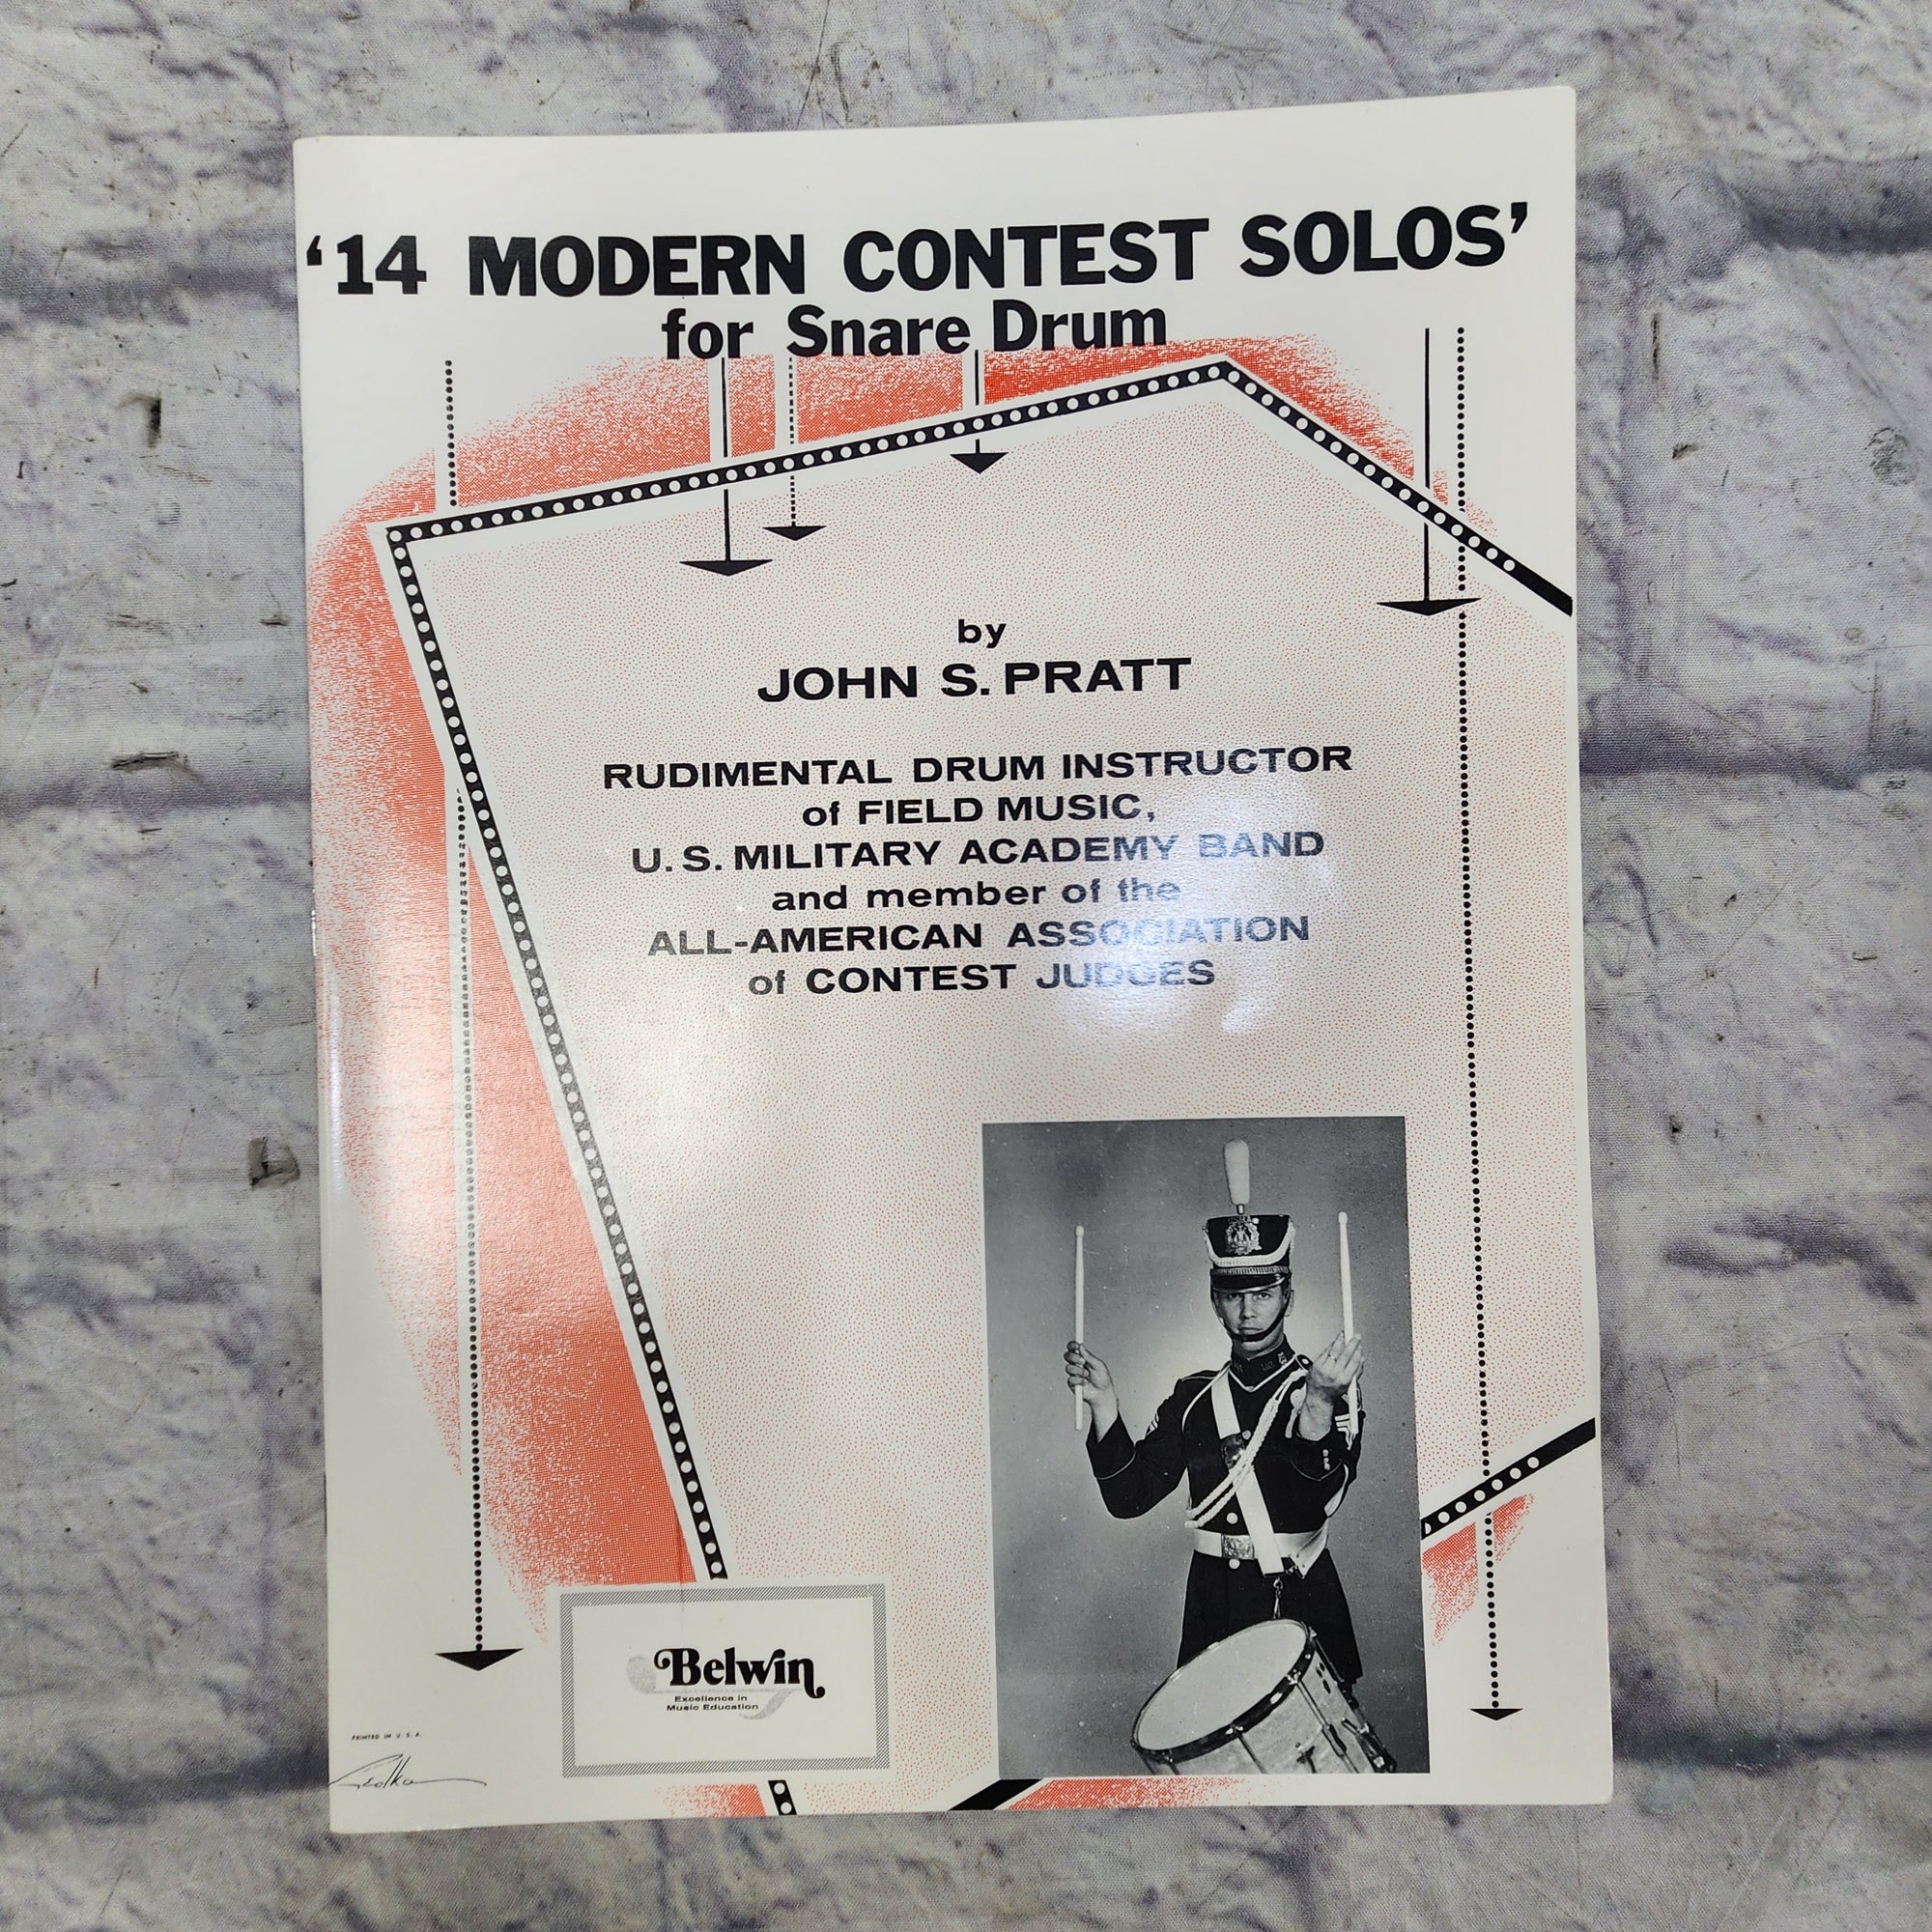 ‘14 MODERN CONTEST SOLOS’
for Snare Drum
by
JOHN S. PRATT
RUDIMENTAL DRUM INSTRUCTOR
of FIELD MUSIC,
U. S. MILITARY ACADEMY BAND
and member of the
ALL-AMERICAN ASSOCIATION
of CONTEST JUDGES
Belwin
Excellence in
Music Education
PRINTED IN U. S. A.